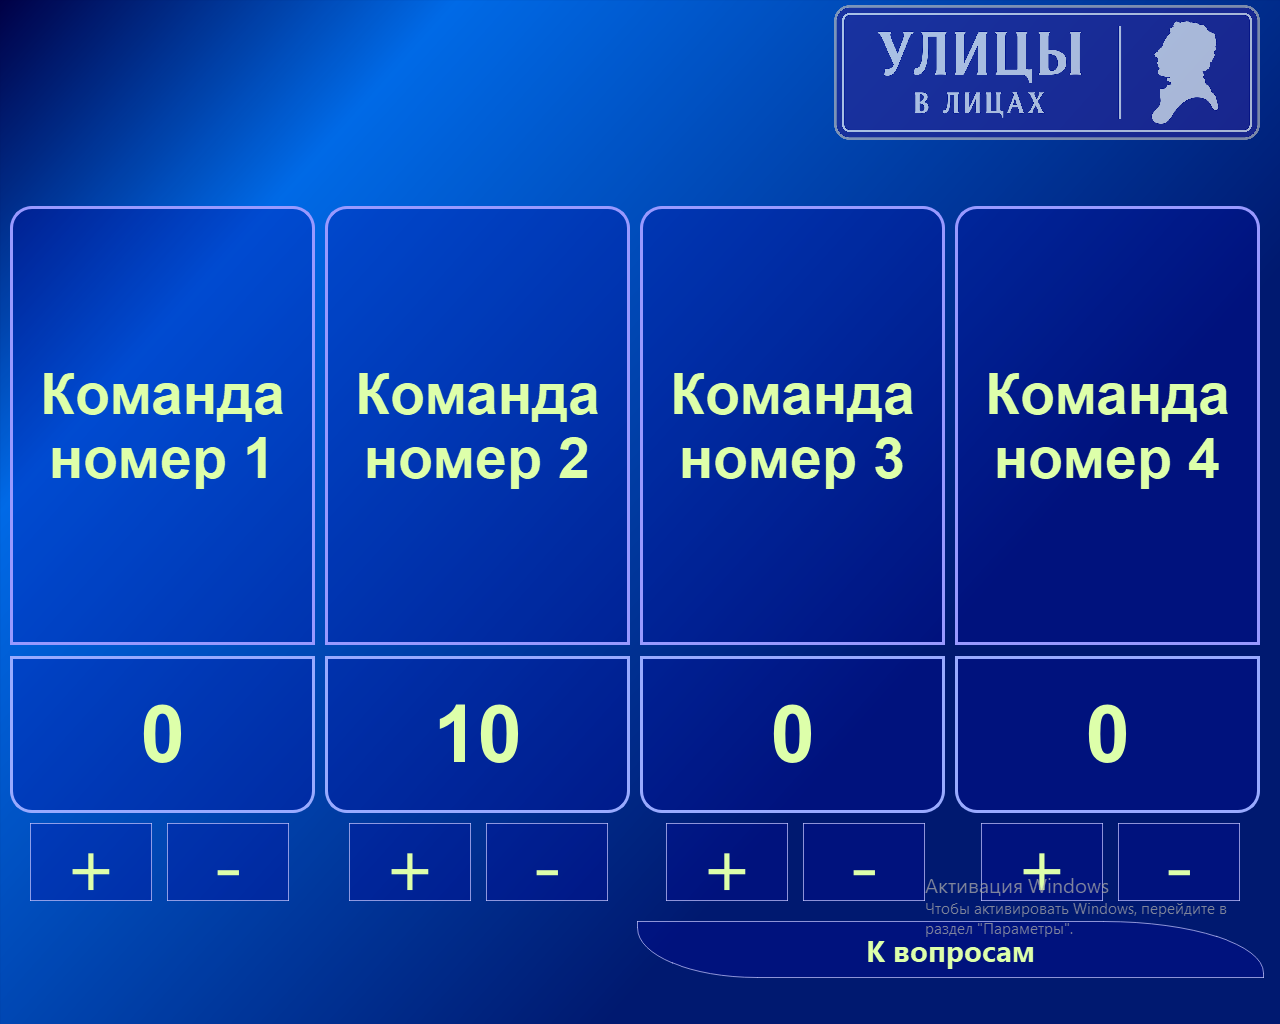 УЛИЦЫ
В ЛИЦАХ
Команда
номер 1
Команда
номер 2
Команда
номер 3
Команда
номер 4
0
10
0
0
+ -
+ -
+ -
+ -
Активация Windows
Чтобы активировать Windows, перейдите в
раздел "Параметры".
К вопросам